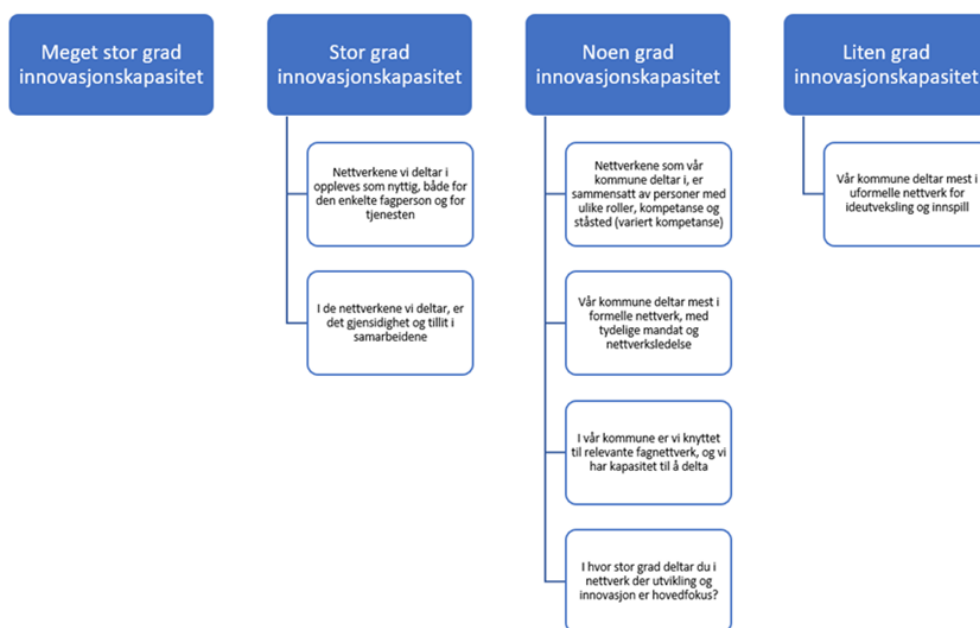 Meget stor grad
innovasjonskapasitet
Stor grad
innovasjonskapasitet
Nettverkene vi deltar i
oppleves som nyttig, både for
den enkelte fagperson og for
tjenesten
I de nettverkene vi deltar, er
det gjensidighet og tillit i
samarbeidene
Noen grad
innovasjonskapasitet
Nettverkene som vår
kommune deltar i, er
sammensatt av personer med
ulike roller, kompetanse og
ståsted (variert kompetanse)
Vår kommune deltar mest i
formelle nettverk, med
tydelige mandat og
nettverksledelse
I vår kommune er vi knyttet
til relevante fagnettverk, og vi
har kapasitet til å delta
I hvor stor grad deltar du i
nettverk der utvikling og
innovasjon er hovedfokus?
Liten grad
innovasjonskapasitet
Vår kommune deltar mest i
uformelle nettverk for
ideutveksling og innspill